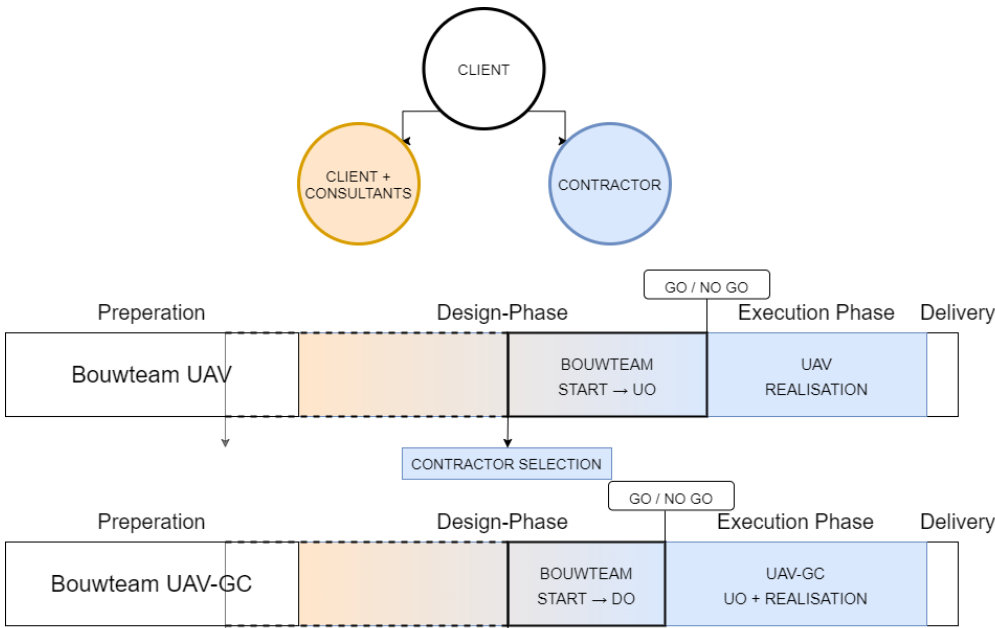 CLIENT
CLIENT +
CONSULTANTS
CONTRACTOR
GO / NO GO
Preperation
Design-Phase
Execution Phase
Delivery
Bouwteam UAV
BOUWTEAM
START → UO
UAV
REALISATION
CONTRACTOR SELECTION
GO / NO GO
Preperation
Design-Phase
Execution Phase
Delivery
Bouwteam UAV-GC
BOUWTEAM
START → DO
UAV-GC
UO + REALISATION